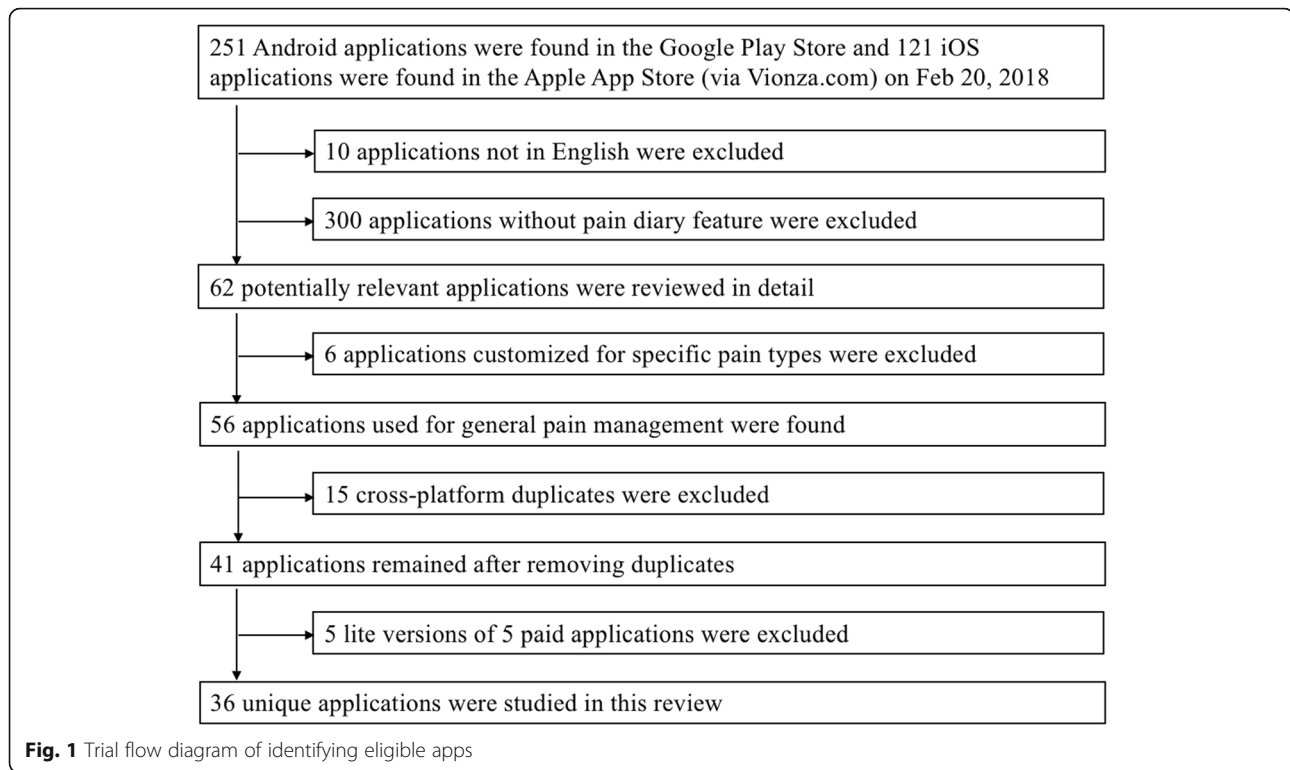 251 Android applications were found in the Google Play Store and 121 iOS
applications were found in the Apple App Store (via Vionza.com) on Feb 20, 2018
10 applications not in English were excluded
300 applications without pain diary feature were excluded
62 potentially relevant applications were reviewed in detail
6 applications customized for specific pain types were excluded
56 applications used for general pain management were found
15 cross-platform duplicates were excluded
41 applications remained after removing duplicates
5 lite versions of 5 paid applications were excluded
36 unique applications were studied in this review
Fig. 1 Trial flow diagram of identifying eligible apps